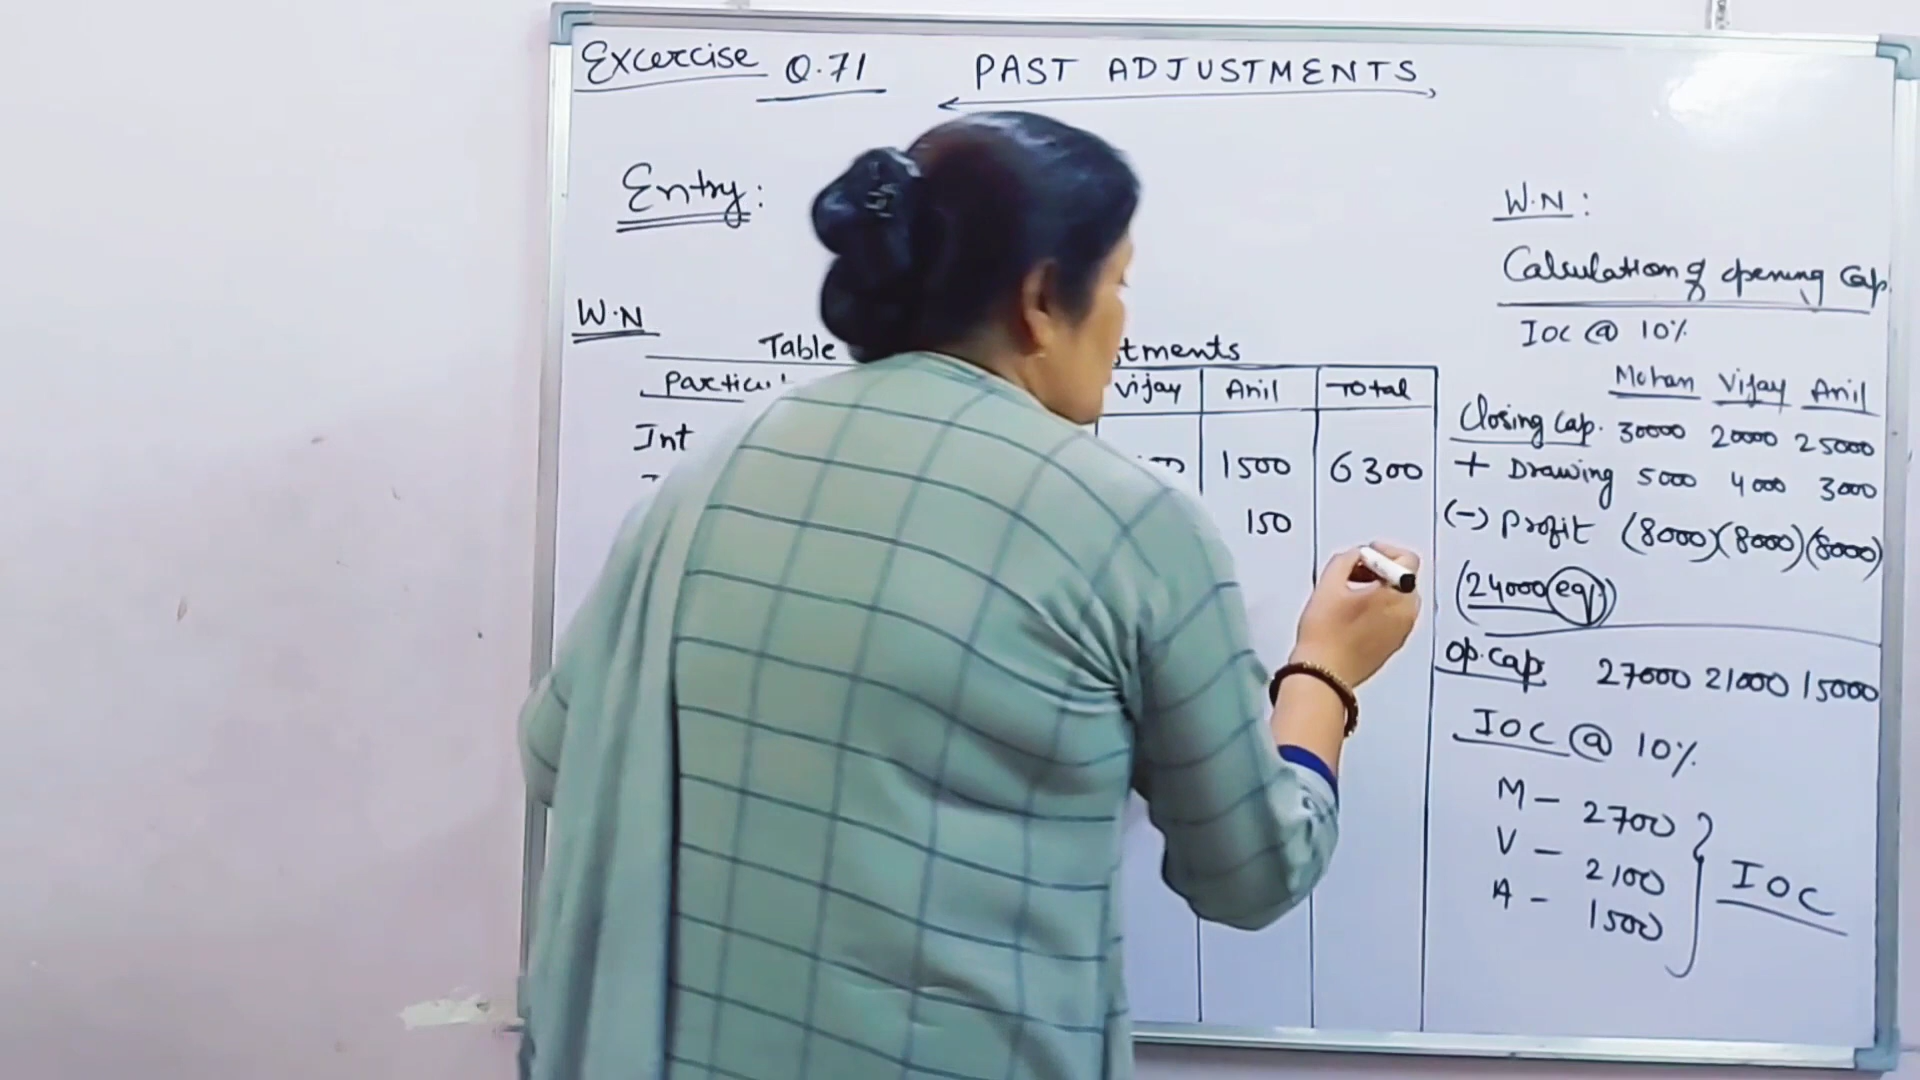 Excercise Q.71 PAST ADJUSTMENTS
Entry:
W.N
Table
Vijay Anil Total
Int
1500 6300
150
W.N:
Calculation of opening Cap.
IOC @ 10%
Mohan Vijay Anil
Closing Cap. 30000 20000 25000
+ Drawing 5000 4000 3000
(-) Profit (8000)(8000)(8000)
(24000 eq.)
Op. Cap. 27000 21000 15000
IOC @ 10%
M - 2700
V - 2100
A - 1500
IOC